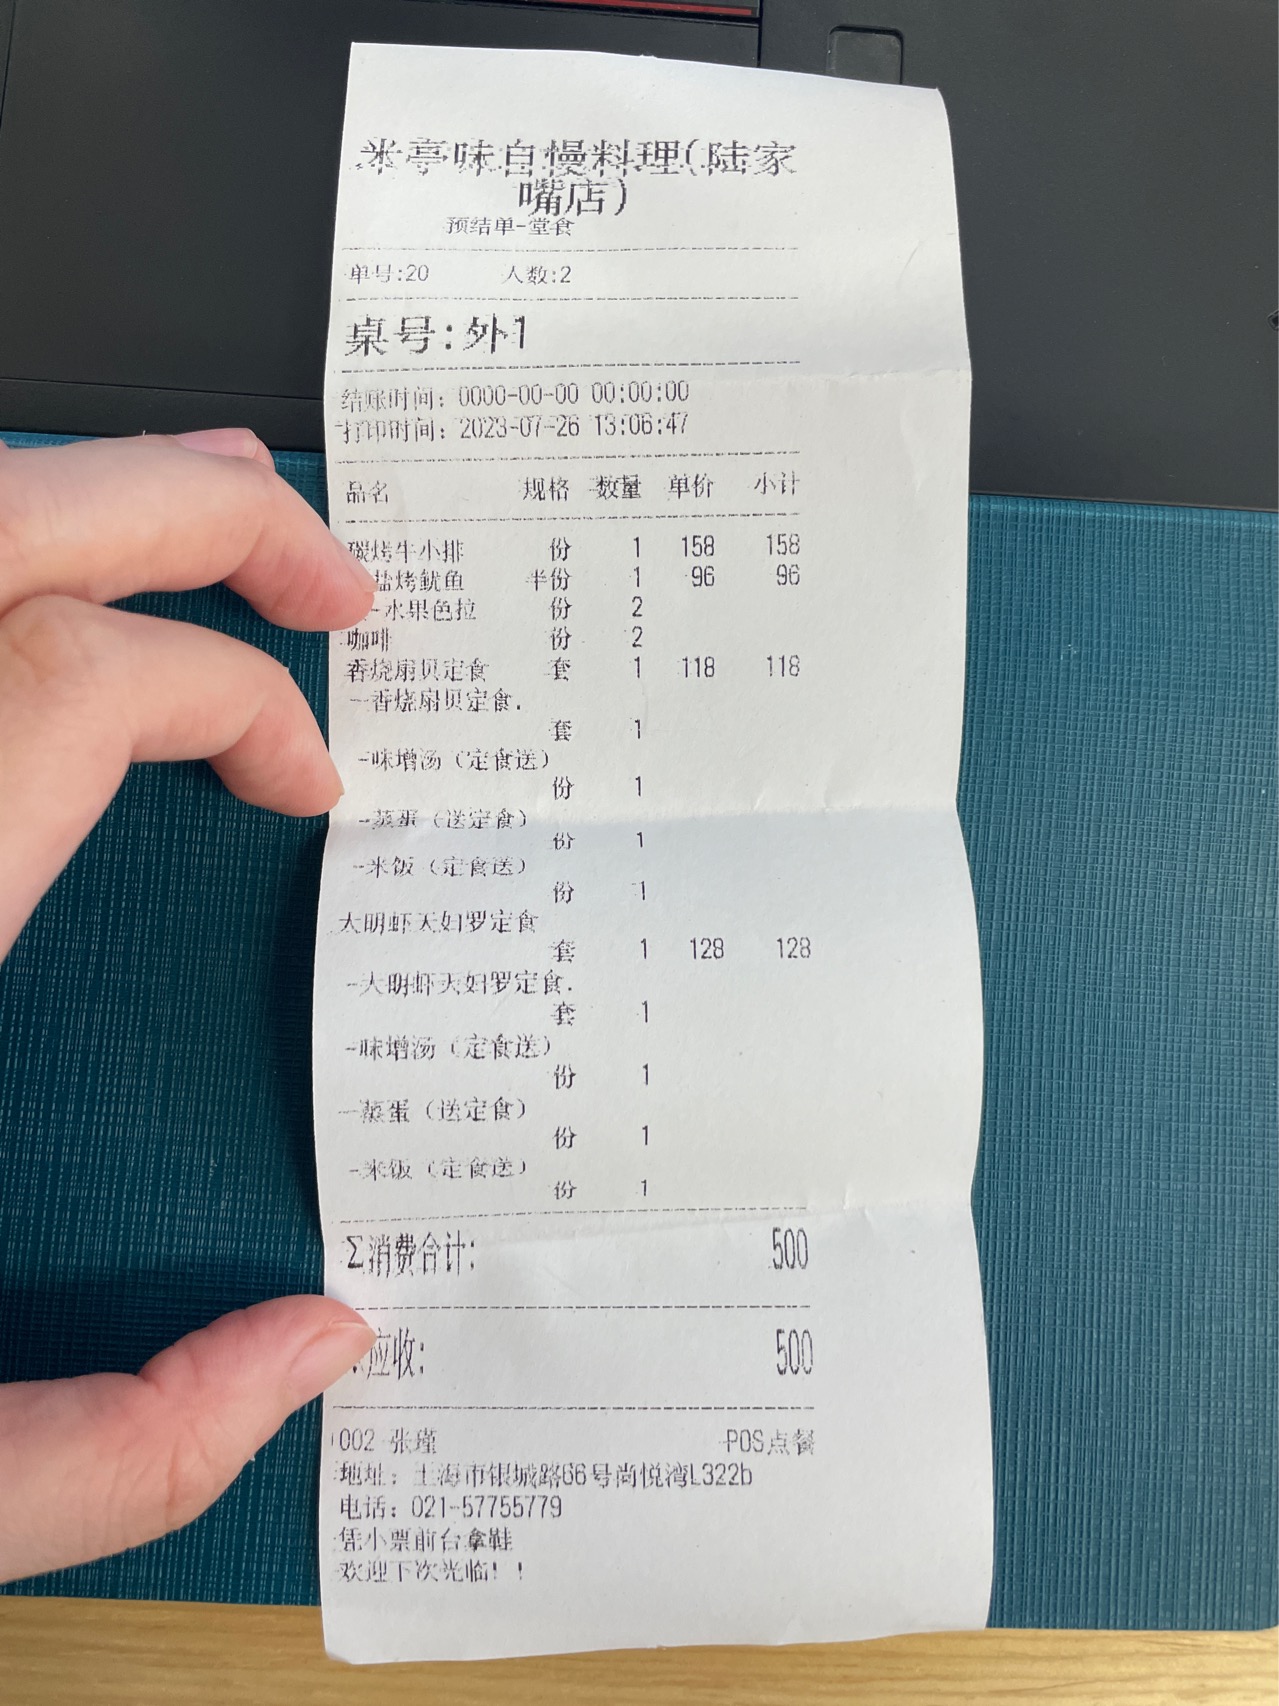 米亭味自慢料理(陆家
嘴店)
预结单-堂食
单号:20 人数:2
桌号:外1
结账时间: 0000-00-00 00:00:00
打印时间: 2023-07-26 13:06:47
品名 规格 数量 单价 小计
碳烤牛小排 份 1 158 158
盐烤鱿鱼 半份 1 96 96
-水果色拉 份 2
咖啡 份 2
香烧扇贝定食 套 1 118 118
-香烧扇贝定食.
套 1
-味增汤(定食送)
份 1
-蒸蛋(送定食)
份 1
-米饭(定食送)
份 1
大明虾天妇罗定食
套 1 128 128
-大明虾天妇罗定食.
套 1
-味增汤(定食送)
份 1
-蒸蛋(送定食)
份 1
-米饭(定食送)
份 1
Σ消费合计: 500
应收: 500
002 张瑾 POS点餐
地址: 上海市银城路66号尚悦湾L322b
电话: 021-57755779
凭小票前台拿鞋
欢迎下次光临!!